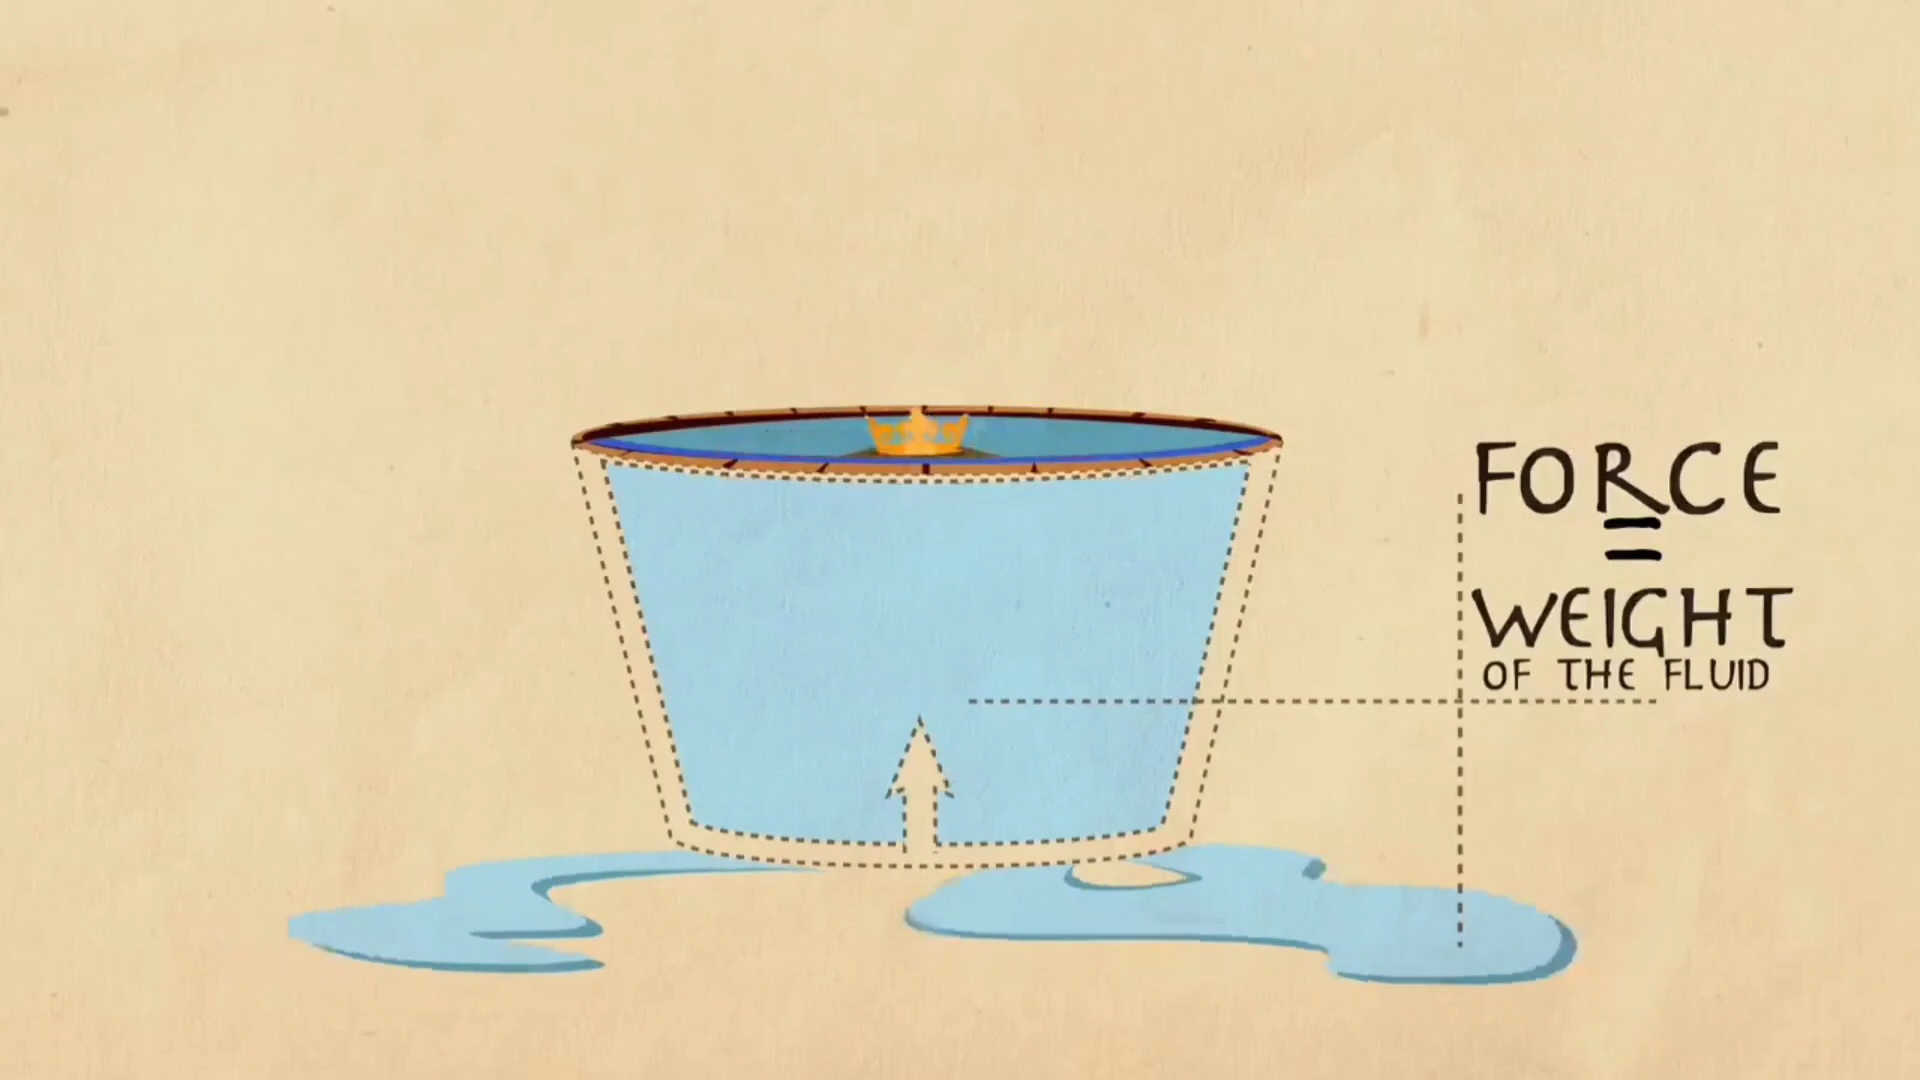 FORCE
=
WEIGHT
OF THE FLUID